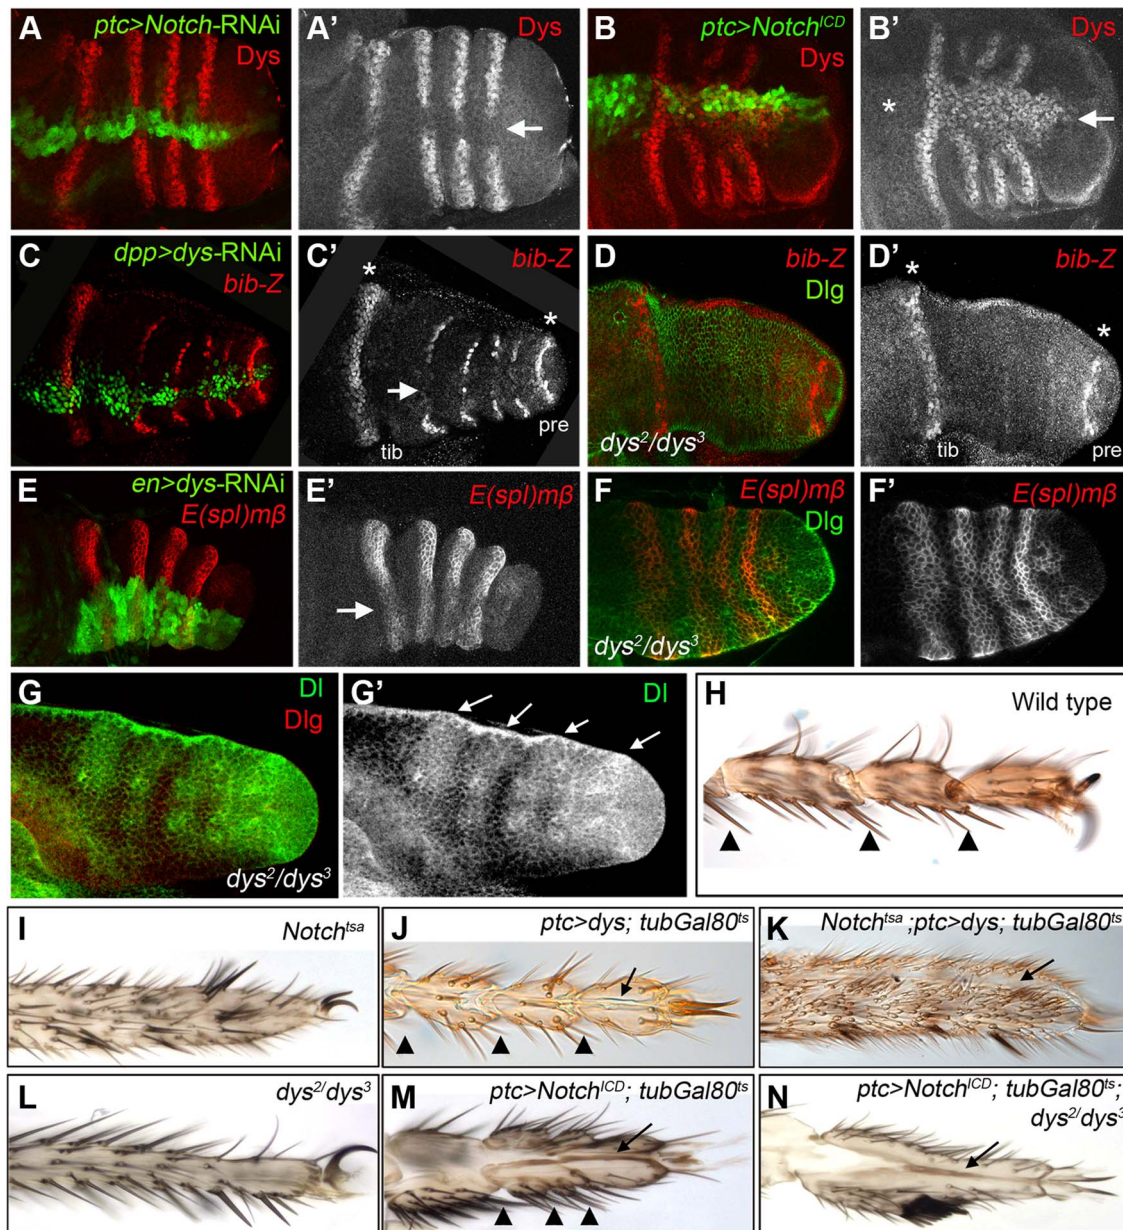 A
ptc>Notch-RNAi
Dys
A'
Dys
B
ptc>Notch^ICD
Dys
B'
Dys
*
C
dpp>dys-RNAi
bib-Z
C'
bib-Z
*
*
tib
pre
D
bib-Z
Dlg
dys²/dys³
D'
bib-Z
*
*
tib
pre
E
en>dys-RNAi
E(spl)mβ
E'
E(spl)mβ
F
E(spl)mβ
Dlg
dys²/dys³
F'
E(spl)mβ
G
Dl
Dlg
dys²/dys³
G'
Dl
H
Wild type
I
Notch^tsa
J
ptc>dys; tubGal80^ts
K
Notch^tsa ;ptc>dys; tubGal80^ts
L
dys²/dys³
M
ptc>Notch^ICD; tubGal80^ts
N
ptc>Notch^ICD; tubGal80^ts;
dys²/dys³